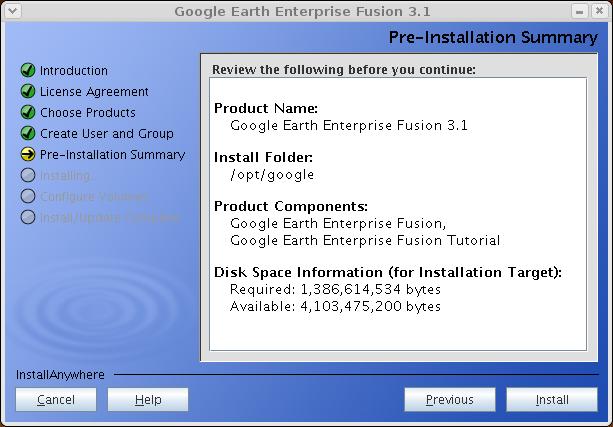 Google Earth Enterprise Fusion 3.1
Pre-Installation Summary
Introduction
License Agreement
Choose Products
Create User and Group
Pre-Installation Summary
Installing...
Configure Volumes
Install/Update Complete
Review the following before you continue:
Product Name:
Google Earth Enterprise Fusion 3.1
Install Folder:
/opt/google
Product Components:
Google Earth Enterprise Fusion,
Google Earth Enterprise Fusion Tutorial
Disk Space Information (for Installation Target):
Required: 1,386,614,534 bytes
Available: 4,103,475,200 bytes
InstallAnywhere
Cancel
Help
Previous
Install